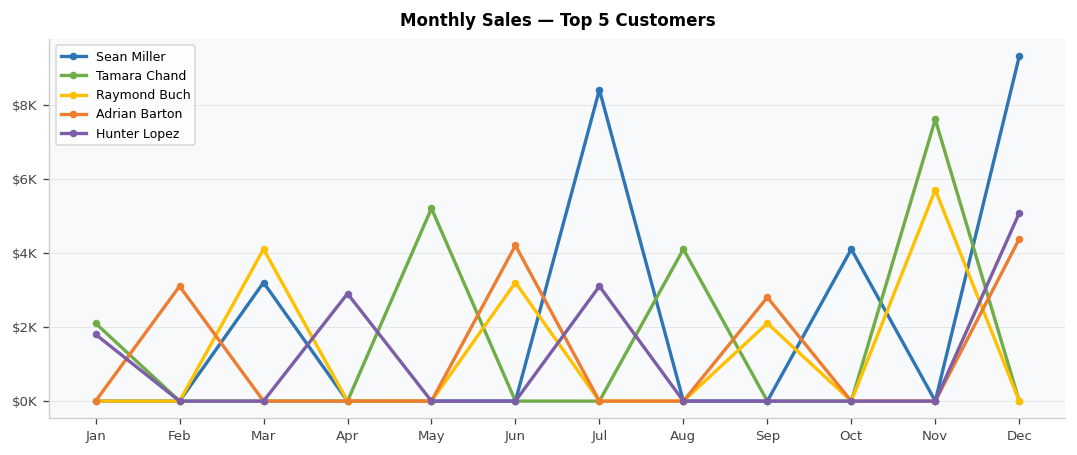 Monthly Sales — Top 5 Customers
Sean Miller
Tamara Chand
Raymond Buch
Adrian Barton
Hunter Lopez
$8K
$6K
$4K
$2K
$0K
Jan Feb Mar Apr May Jun Jul Aug Sep Oct Nov Dec